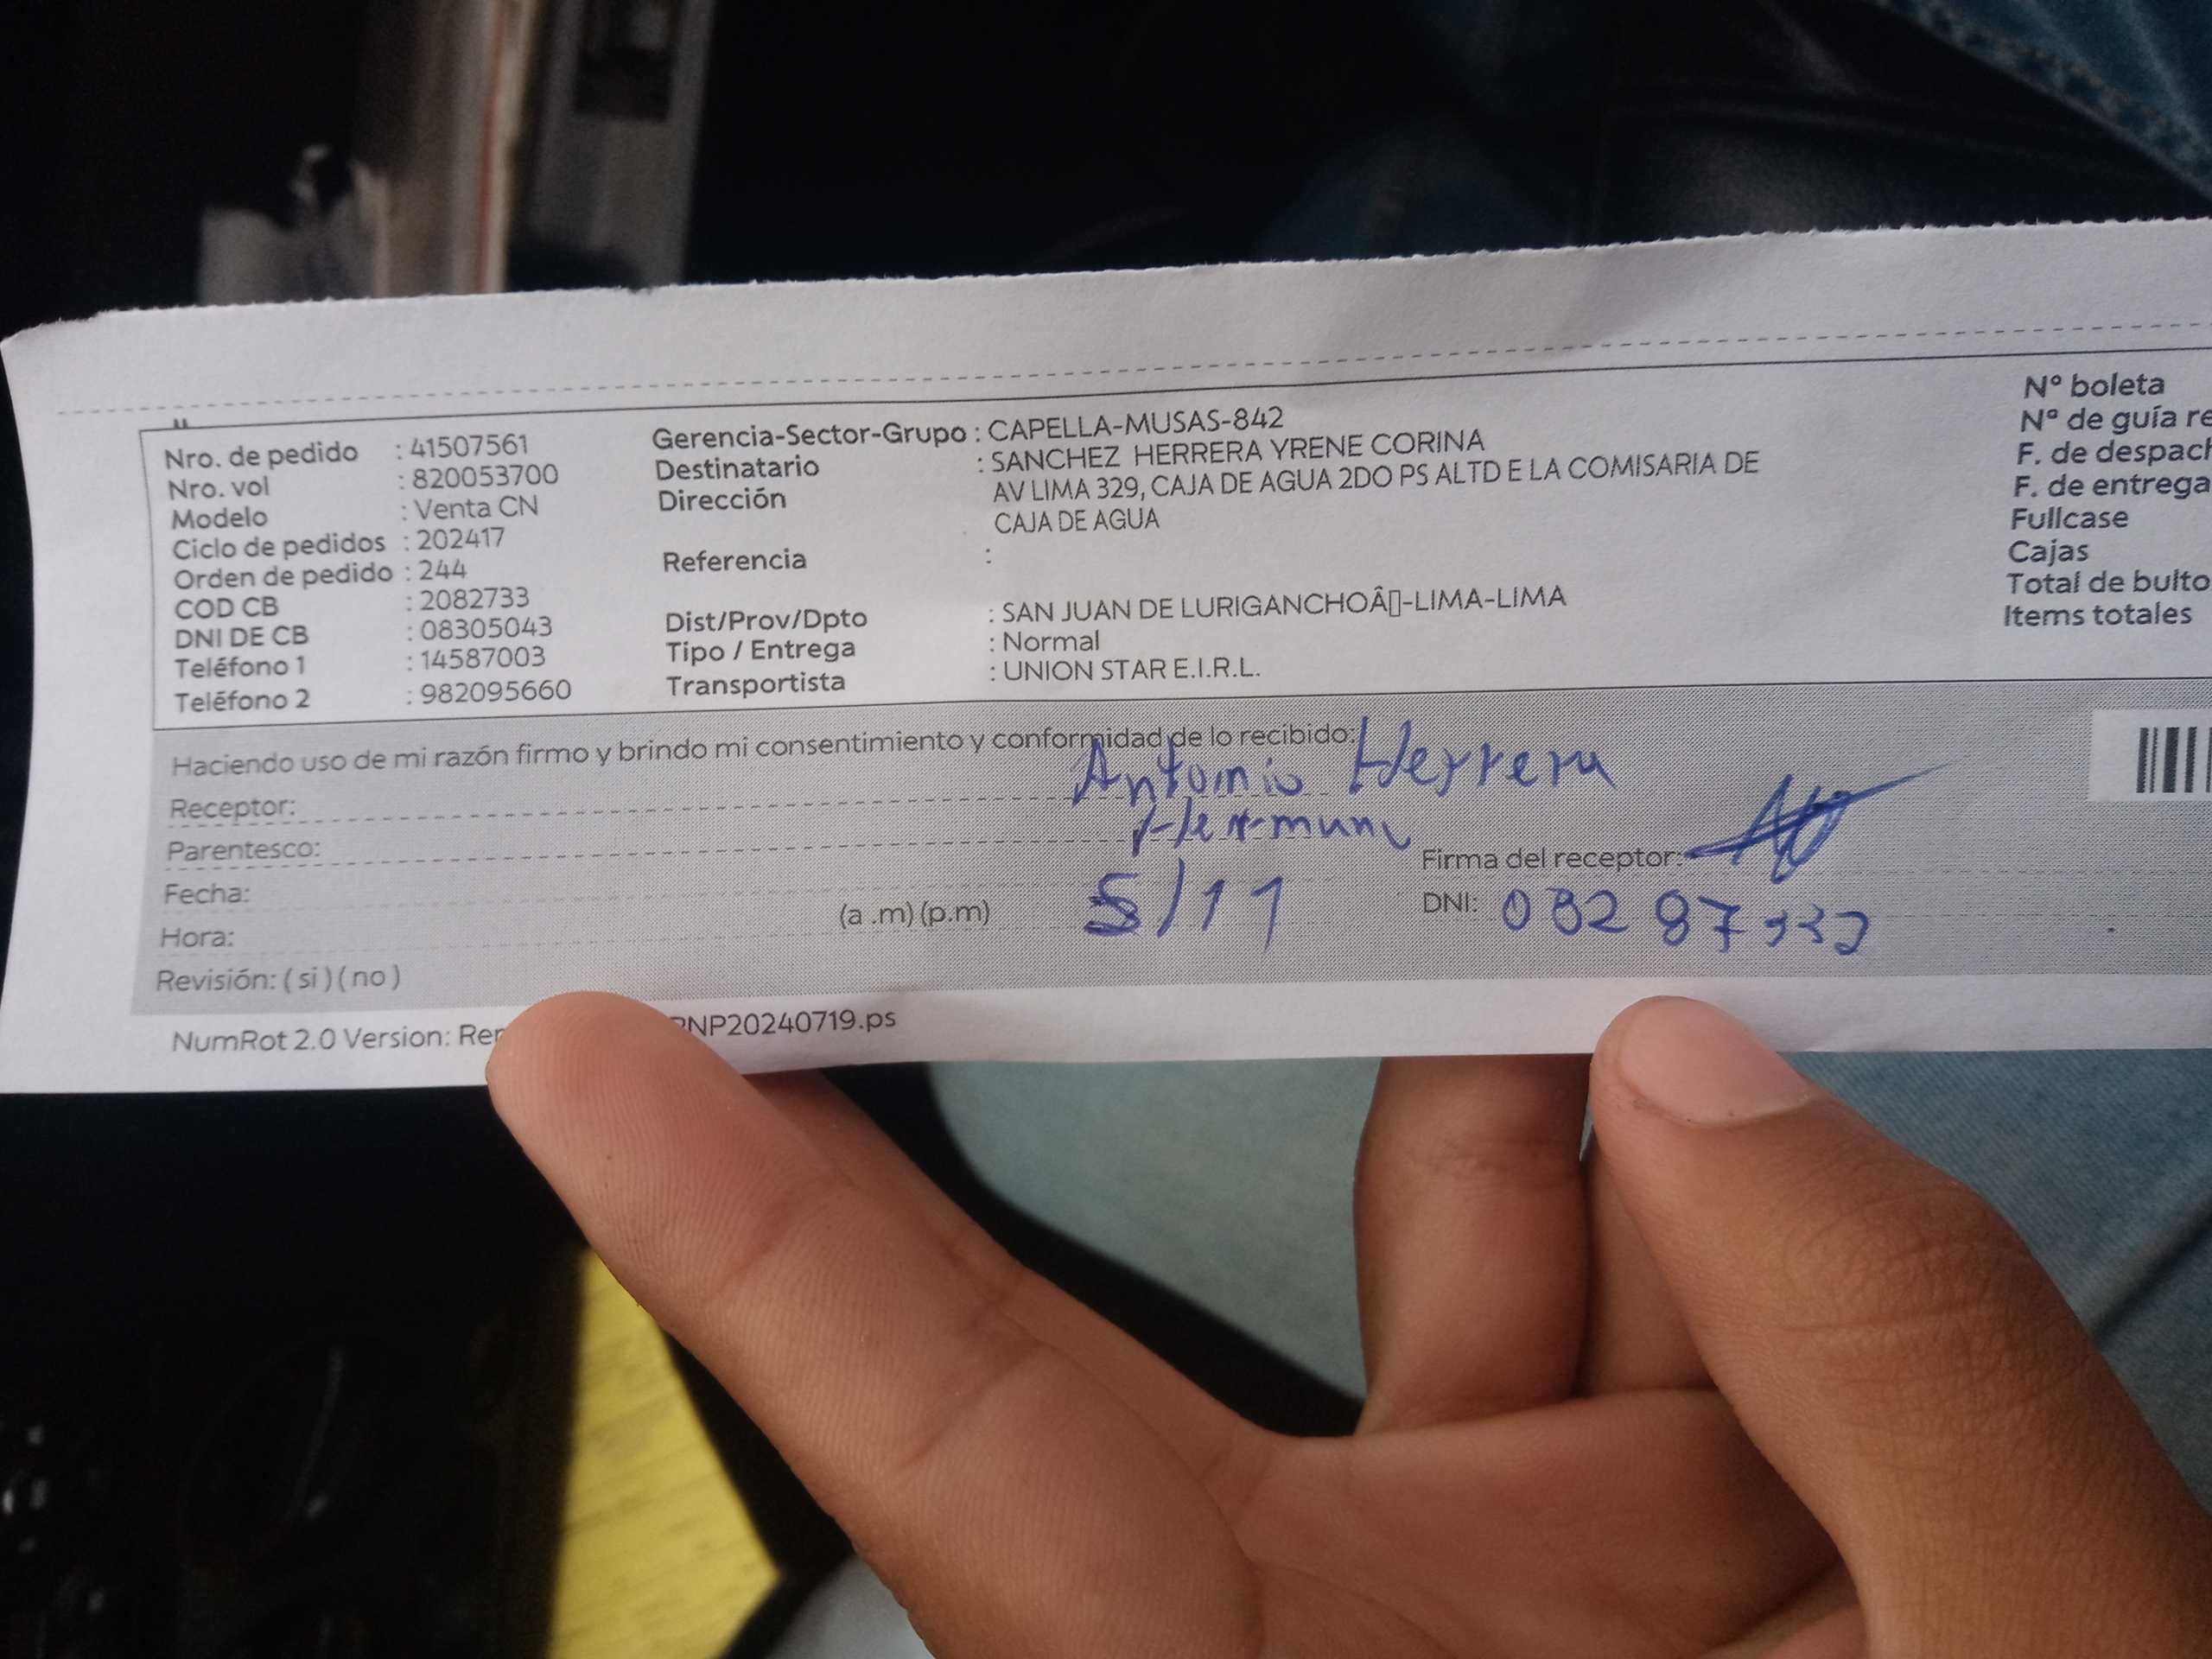 Nro. de pedido : 41507561
Nro. vol : 820053700
Modelo : Venta CN
Ciclo de pedidos : 202417
Orden de pedido : 244
COD CB : 2082733
DNI DE CB : 08305043
Teléfono 1 : 14587003
Teléfono 2 : 982095660
Gerencia-Sector-Grupo : CAPELLA-MUSAS-842
Destinatario : SANCHEZ HERRERA YRENE CORINA
Dirección AV LIMA 329, CAJA DE AGUA 2DO PS ALTD E LA COMISARIA DE
CAJA DE AGUA
Referencia :
Dist/Prov/Dpto : SAN JUAN DE LURIGANCHOÂ▯-LIMA-LIMA
Tipo / Entrega : Normal
Transportista : UNION STAR E.I.R.L.
Nº boleta
Nº de guía re
F. de despach
F. de entrega
Fullcase
Cajas
Total de bulto
Items totales
Haciendo uso de mi razón firmo y brindo mi consentimiento y conformidad de lo recibido:
Receptor: Antonio Herrera
Parentesco: Hermano
Fecha: 5/11
Hora: (a .m) (p.m)
Revisión: ( si ) ( no )
Firma del receptor:
DNI:
NumRot 2.0 Version: Rer PNP20240719.ps